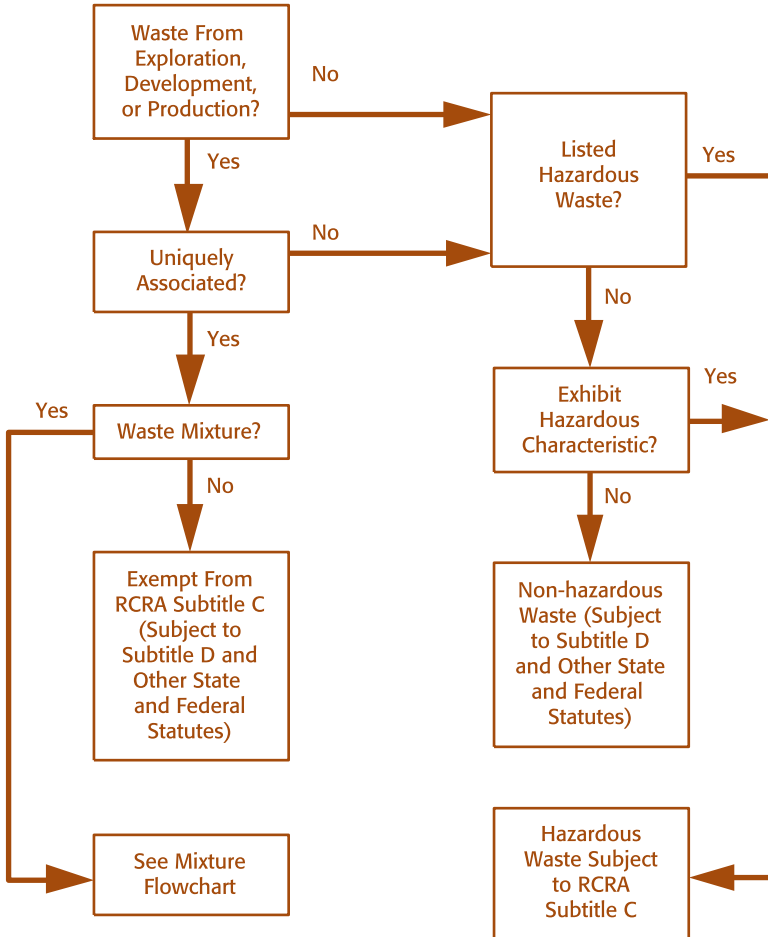 Waste From
Exploration,
Development,
or Production?
No
Yes
Listed
Hazardous
Waste?
Yes
Uniquely
Associated?
No
Yes
No
Waste Mixture?
Yes
No
Exhibit
Hazardous
Characteristic?
Yes
No
Exempt From
RCRA Subtitle C
(Subject to
Subtitle D and
Other State
and Federal
Statutes)
Non-hazardous
Waste (Subject
to Subtitle D
and Other State
and Federal
Statutes)
See Mixture
Flowchart
Hazardous
Waste Subject
to RCRA
Subtitle C